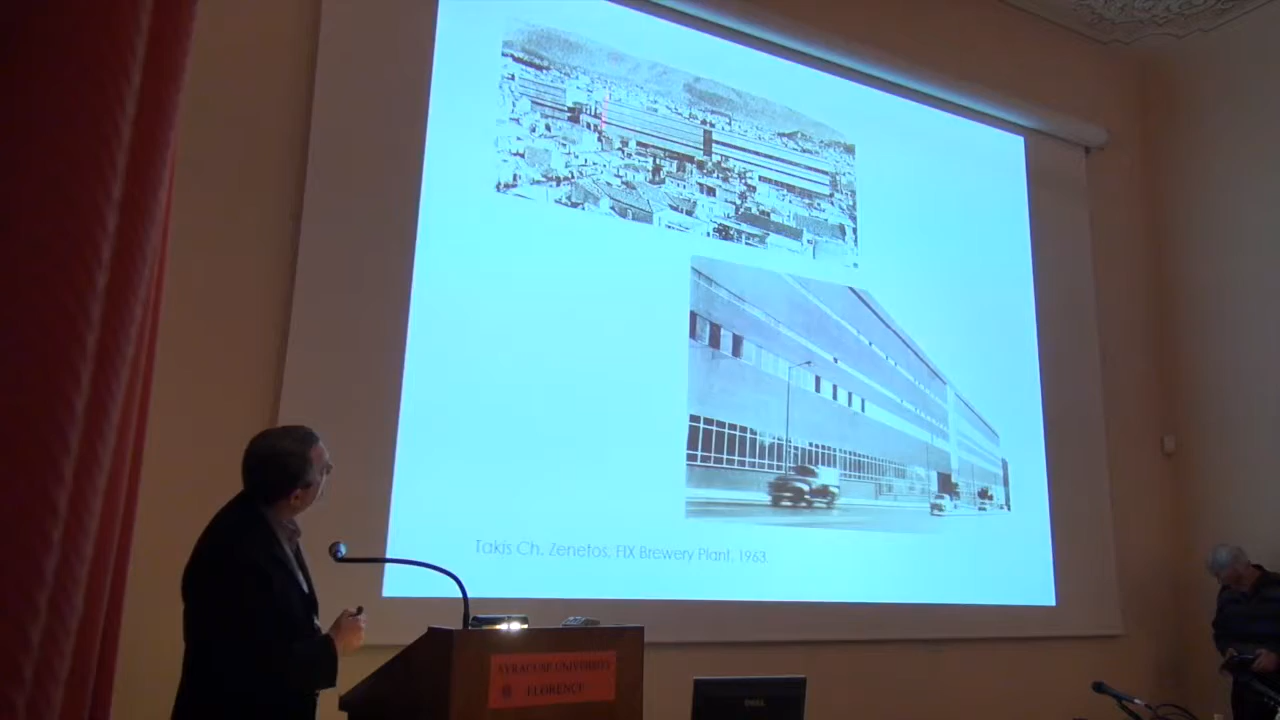 Takis Ch. Zenetos, FIX Brewery Plant, 1963.
SYRACUSE UNIVERSITY
FLORENCE
DELL